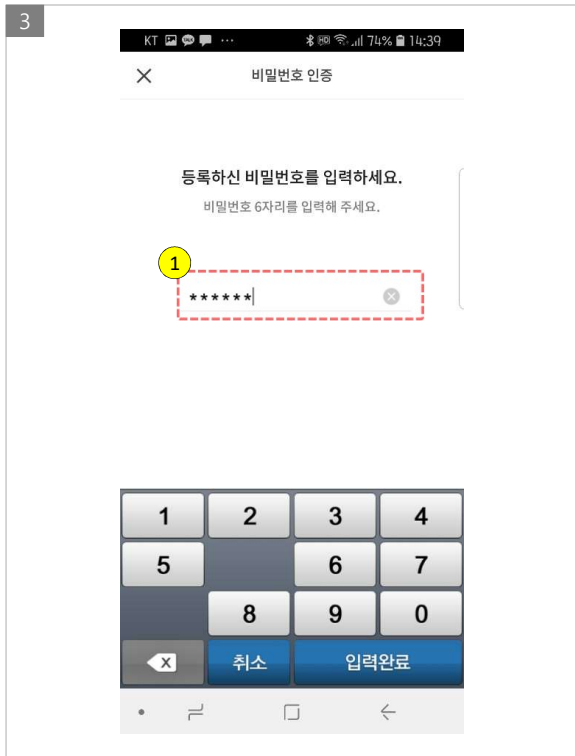 3
KT ... 74% 14:39
비밀번호 인증
등록하신 비밀번호를 입력하세요.
비밀번호 6자리를 입력해 주세요.
1
******
1 2 3 4
5 6 7
8 9 0
취소 입력완료